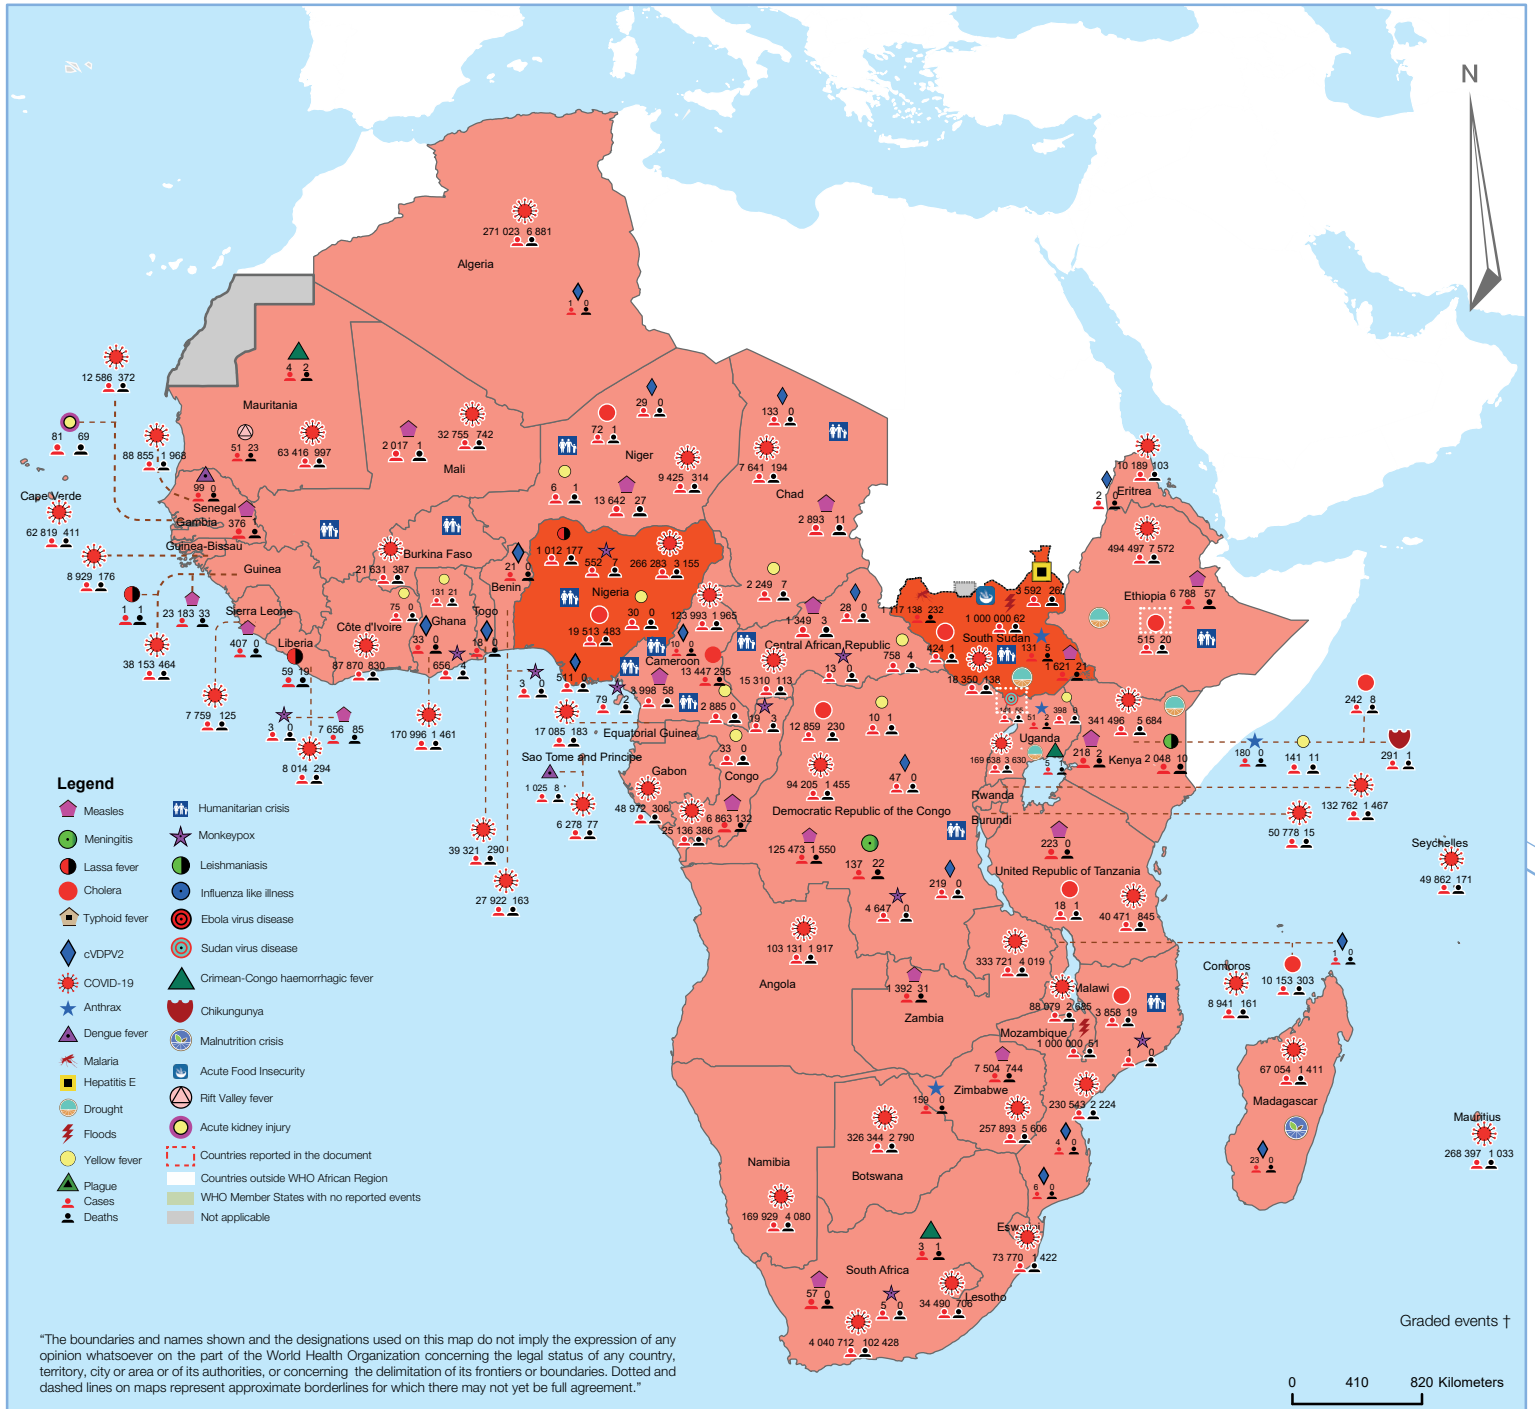 N
271 023 6 881
Algeria
1 0
12 586 372
4 2
Mauritania
81 69
88 855 1 968
51 23
63 416 997
2 017 1
32 755 742
Mali
29 0
72 1
Niger
6 1
13 642 27
9 425 314
133 0
7 641 194
Chad
2 893 11
10 189 103
2 0
Eritrea
494 497 7 572
Cape Verde
62 819 411
99 0
Senegal
Gambia
376 1
Guinea-Bissau
8 929 176
Guinea
1 1
23 183 33
Sierra Leone
407 0
38 153 464
Liberia
59 19
7 759 125
3 0
7 656 85
8 014 294
Burkina Faso
21 631 387
75 0
131 21
Côte d'Ivoire
Ghana
87 870 830
33 0
656 4
170 996 1 461
Togo
18 0
Benin
21 0
3 0
1 012 177
552 7
266 283 3 155
Nigeria
30 0
19 513 483
511 0
79 2
2 249 7
123 993 1 965
10 0
Cameroon
13 447 295
3 998 58
2 885 0
17 085 183
Equatorial Guinea
19 3
33 0
Sao Tome and Principe
1 025 8
6 278 77
39 321 290
27 922 163
Gabon
48 972 306
Congo
25 136 386
6 863 132
1 349 3
28 0
Central African Republic
758 4
15 310 113
13 0
1 117 138 232
3 592 26
1 000 000 62
South Sudan
424 1
131 5
18 350 138
1 621 21
Ethiopia
6 788 57
515 20
12 859 230
10 1
94 205 1 455
47 0
Democratic Republic of the Congo
125 473 1 550
137 22
219 0
4 647 0
51 2
398 0
Uganda
169 638 3 630
5 1
341 496 5 684
218 2
Kenya
2 048 10
242 8
180 0
141 11
291 1
Rwanda
132 762 1 467
Burundi
50 778 15
223 0
United Republic of Tanzania
18 1
40 471 845
Seychelles
49 862 171
103 131 1 917
Angola
333 721 4 019
1 392 31
Zambia
88 079 2 685
Malawi
10 153 303
1 0
Comoros
8 941 161
3 858 19
Mozambique
1 000 000 51
1 0
7 504 744
159 0
Zimbabwe
257 893 5 606
230 543 2 224
4 0
6 0
67 054 1 411
Madagascar
23 0
Mauritius
268 397 1 033
326 344 2 790
Botswana
Namibia
169 929 4 080
3 1
South Africa
57 0
5 0
34 490 706
Lesotho
73 770 1 422
4 040 712 102 428
Legend
Measles
Meningitis
Lassa fever
Cholera
Typhoid fever
cVDPV2
COVID-19
Anthrax
Dengue fever
Malaria
Hepatitis E
Drought
Floods
Yellow fever
Plague
Cases
Deaths
Humanitarian crisis
Monkeypox
Leishmaniasis
Influenza like illness
Ebola virus disease
Sudan virus disease
Crimean-Congo haemorrhagic fever
Chikungunya
Malnutrition crisis
Acute Food Insecurity
Rift Valley fever
Acute kidney injury
Countries reported in the document
Countries outside WHO African Region
WHO Member States with no reported events
Not applicable
Graded events †
0 410 820 Kilometers
“The boundaries and names shown and the designations used on this map do not imply the expression of any
opinion whatsoever on the part of the World Health Organization concerning the legal status of any country,
territory, city or area or of its authorities, or concerning the delimitation of its frontiers or boundaries. Dotted and
dashed lines on maps represent approximate borderlines for which there may not yet be full agreement.”